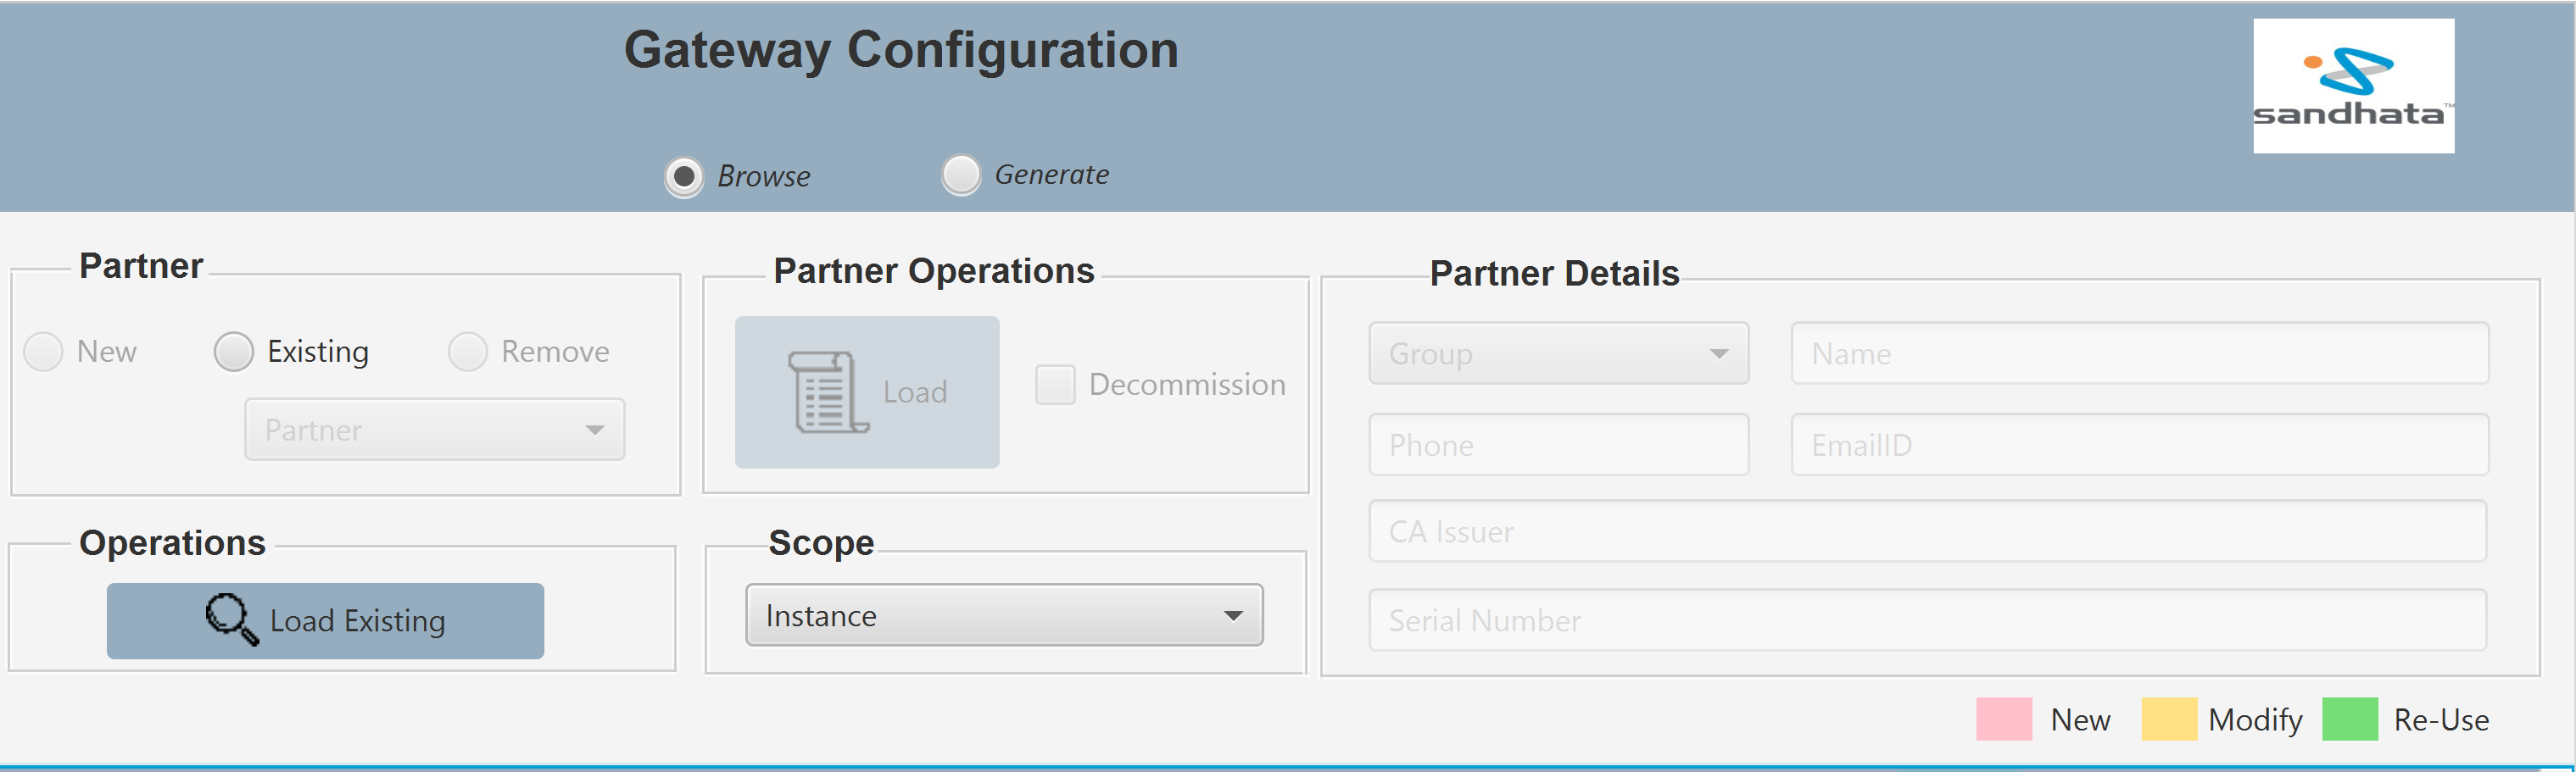 Gateway Configuration
sandhata™
Browse
Generate
Partner
New
Existing
Remove
Partner
Partner Operations
Load
Decommission
Partner Details
Group
Name
Phone
EmailID
CA Issuer
Serial Number
Operations
Load Existing
Scope
Instance
New
Modify
Re-Use